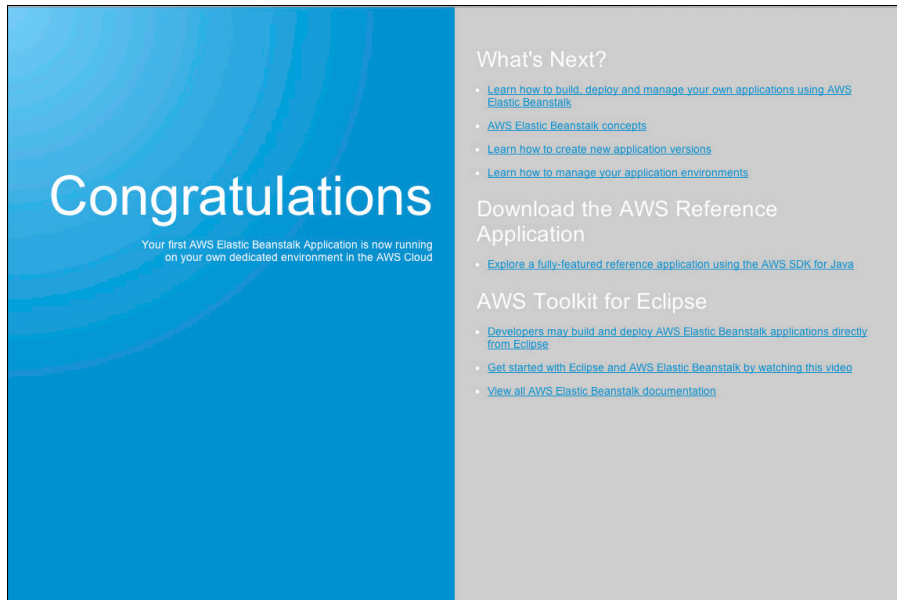 Congratulations
Your first AWS Elastic Beanstalk Application is now running
on your own dedicated environment in the AWS Cloud
What's Next?
Learn how to build, deploy and manage your own applications using AWS
Elastic Beanstalk
AWS Elastic Beanstalk concepts
Learn how to create new application versions
Learn how to manage your application environments
Download the AWS Reference
Application
Explore a fully-featured reference application using the AWS SDK for Java
AWS Toolkit for Eclipse
Developers may build and deploy AWS Elastic Beanstalk applications directly
from Eclipse
Get started with Eclipse and AWS Elastic Beanstalk by watching this video
View all AWS Elastic Beanstalk documentation